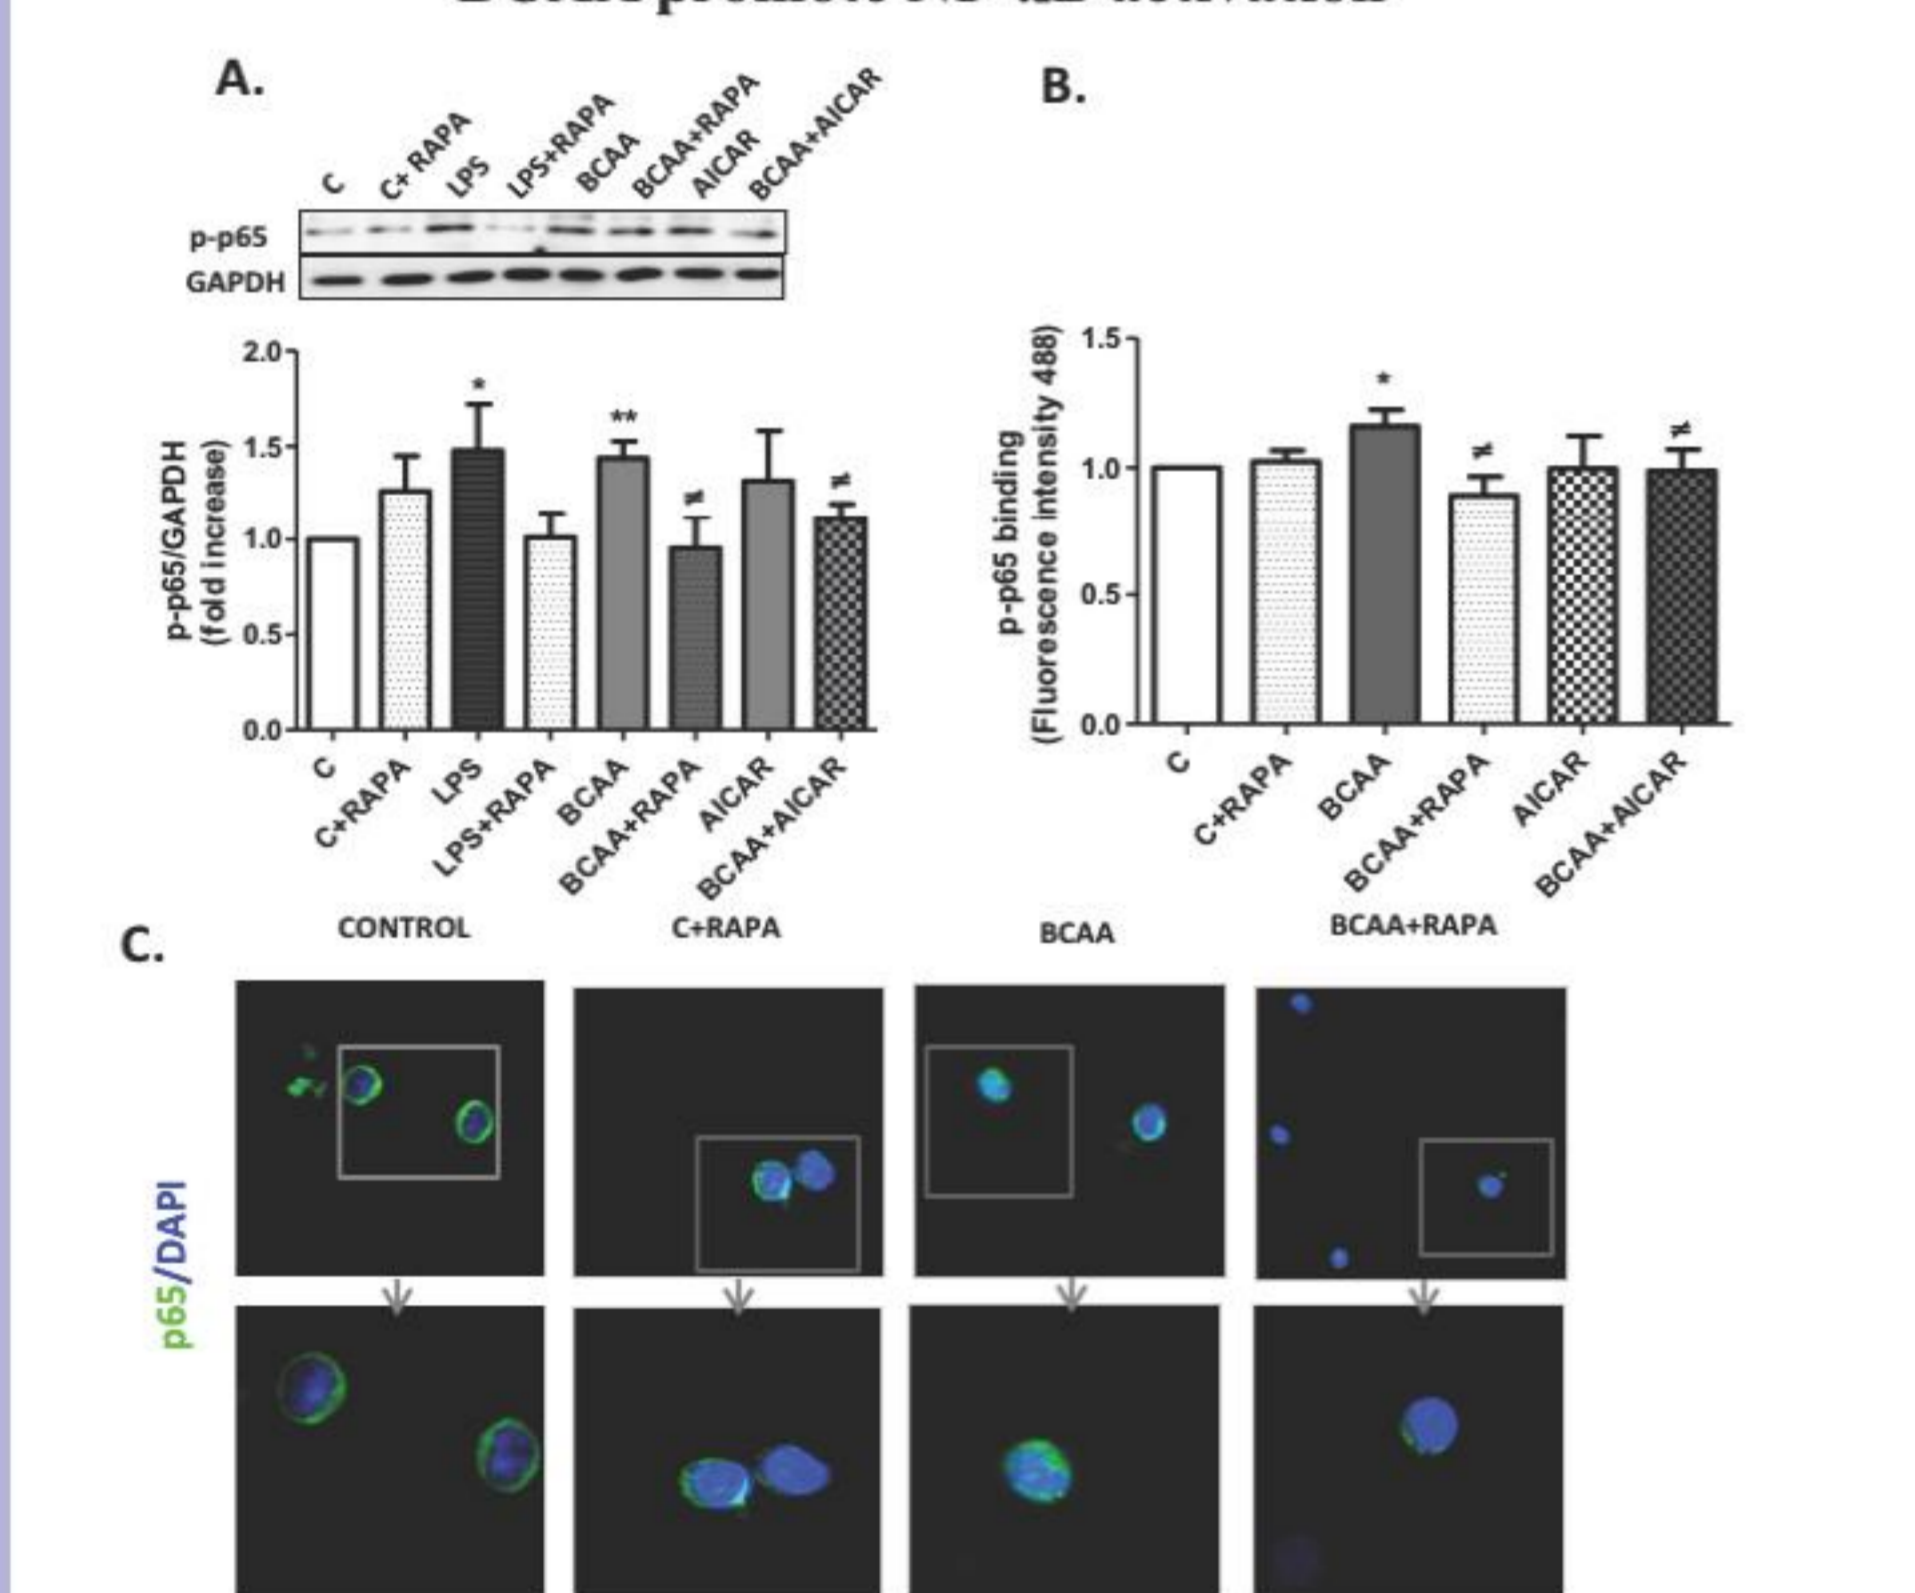 A.
B.
C
C+ RAPA
LPS
LPS+RAPA
BCAA
BCAA+RAPA
AICAR
BCAA+AICAR
p-p65
GAPDH
p-p65/GAPDH
(fold increase)
2.0
1.5
1.0
0.5
0.0
*
**
≠
≠
C
C+RAPA
LPS
LPS+RAPA
BCAA
BCAA+RAPA
AICAR
BCAA+AICAR
p-p65 binding
(Fluorescence intensity 488)
1.5
1.0
0.5
0.0
*
≠
≠
C
C+RAPA
BCAA
BCAA+RAPA
AICAR
BCAA+AICAR
C.
CONTROL
C+RAPA
BCAA
BCAA+RAPA
p65/DAPI